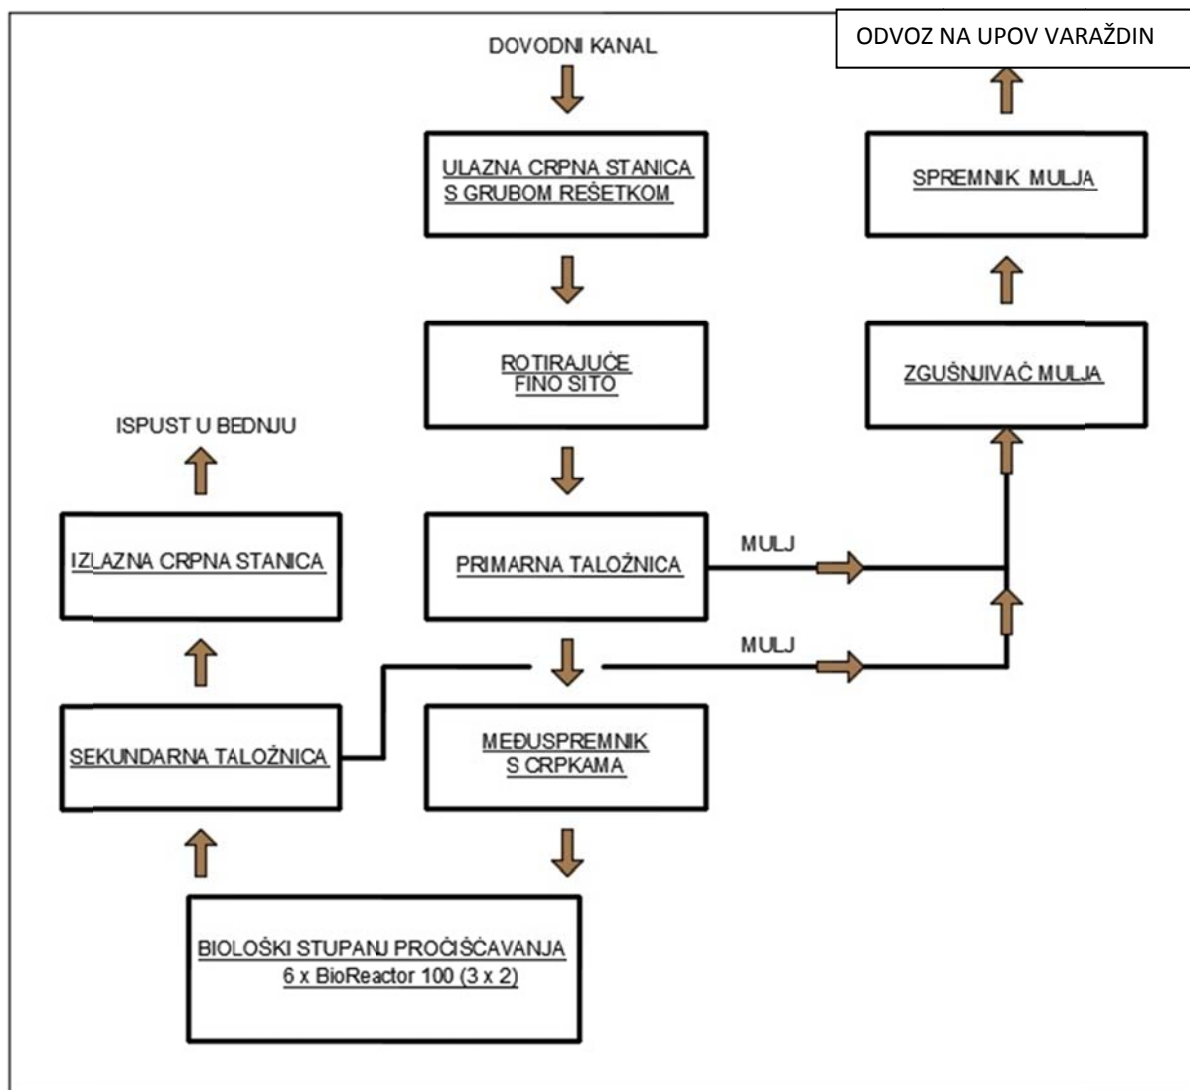 DOVODNI KANAL
ODVOZ NA UPOV VARAŽDIN
ULAZNA CRPNA STANICA
S GRUBOM REŠETKOM
SPREMNIK MULJA
ROTIRAJUĆE
FINO SITO
ZGUŠNJIVAČ MULJA
ISPUST U BEDNJU
IZLAZNA CRPNA STANICA
PRIMARNA TALOŽNICA
MULJ
MULJ
SEKUNDARNA TALOŽNICA
MEĐUSPREMNIK
S CRPKAMA
BIOLOŠKI STUPANJ PROČIŠĆAVANJA
6 x BioReactor 100 (3 x 2)